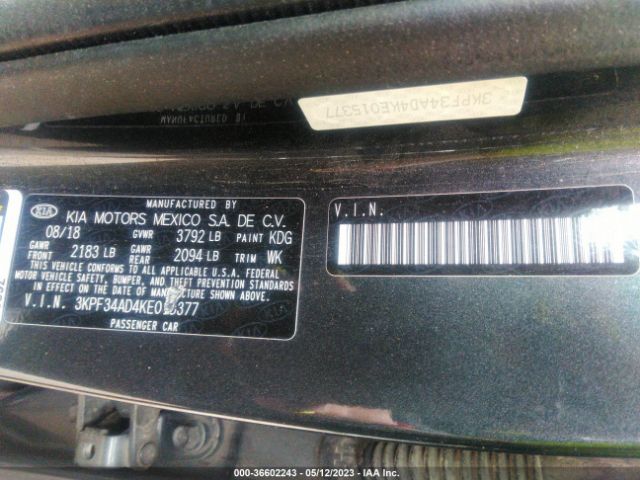 3KPF34AD4KE015377
MANUFACTURED BY
KIA
KIA MOTORS MEXICO S.A. DE C.V.
08/18 GVWR 3792 LB PAINT KDG
GAWR FRONT 2183 LB GAWR REAR 2094 LB TRIM WK
THIS VEHICLE CONFORMS TO ALL APPLICABLE U.S.A. FEDERAL
MOTOR VEHICLE SAFETY, BUMPER, AND THEFT PREVENTION STANDARDS
IN EFFECT ON THE DATE OF MANUFACTURE SHOWN ABOVE.
V.I.N. 3KPF34AD4KE015377
PASSENGER CAR
V.I.N.
000-36602243 - 05/12/2023 - IAA Inc.